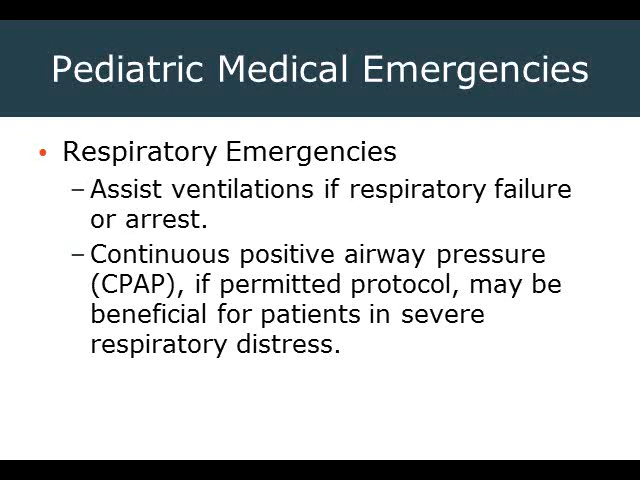 Pediatric Medical Emergencies
• Respiratory Emergencies
– Assist ventilations if respiratory failure
or arrest.
– Continuous positive airway pressure
(CPAP), if permitted protocol, may be
beneficial for patients in severe
respiratory distress.